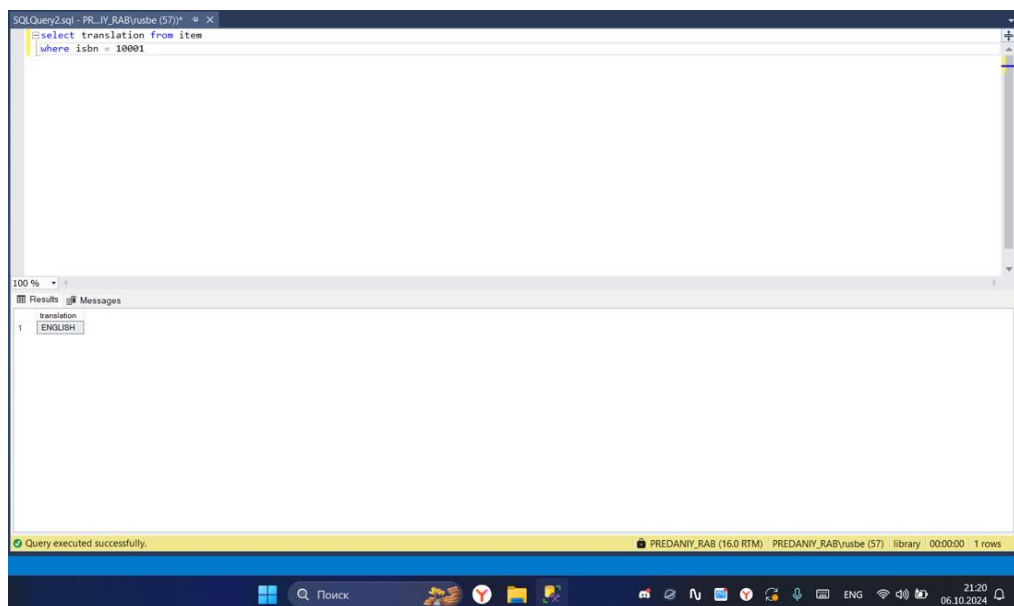 SQLQuery2.sql - PR...IY_RAB\rusbe (57))*
select translation from item
where isbn = 10001
100 %
Results Messages
translation
1 ENGLISH
Query executed successfully. PREDANIY_RAB (16.0 RTM) PREDANIY_RAB\rusbe (57) library 00:00:00 1 rows
Поиск ENG 21:20
06.10.2024